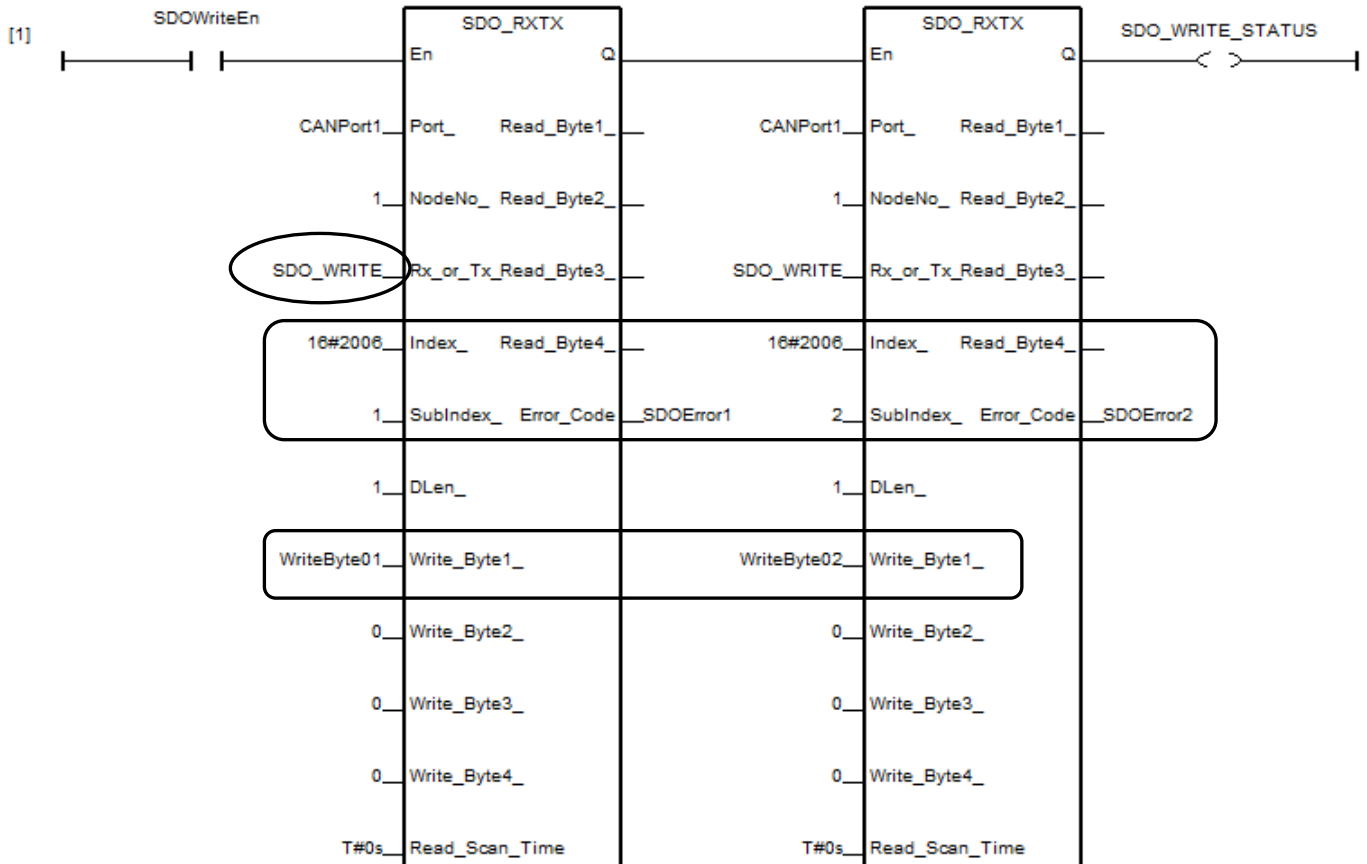 SDOWriteEn SDO_RXTX SDO_RXTX SDO_WRITE_STATUS
[1]
En Q En Q
CANPort1 Port_ Read_Byte1_ CANPort1 Port_ Read_Byte1_
1 NodeNo_ Read_Byte2_ 1 NodeNo_ Read_Byte2_
SDO_WRITE Rx_or_Tx_ Read_Byte3_ SDO_WRITE Rx_or_Tx_ Read_Byte3_
16#2006 Index_ Read_Byte4_ 16#2006 Index_ Read_Byte4_
1 SubIndex_ Error_Code SDOError1 2 SubIndex_ Error_Code SDOError2
1 DLen_ 1 DLen_
WriteByte01 Write_Byte1_ WriteByte02 Write_Byte1_
0 Write_Byte2_ 0 Write_Byte2_
0 Write_Byte3_ 0 Write_Byte3_
0 Write_Byte4_ 0 Write_Byte4_
T#0s Read_Scan_Time T#0s Read_Scan_Time